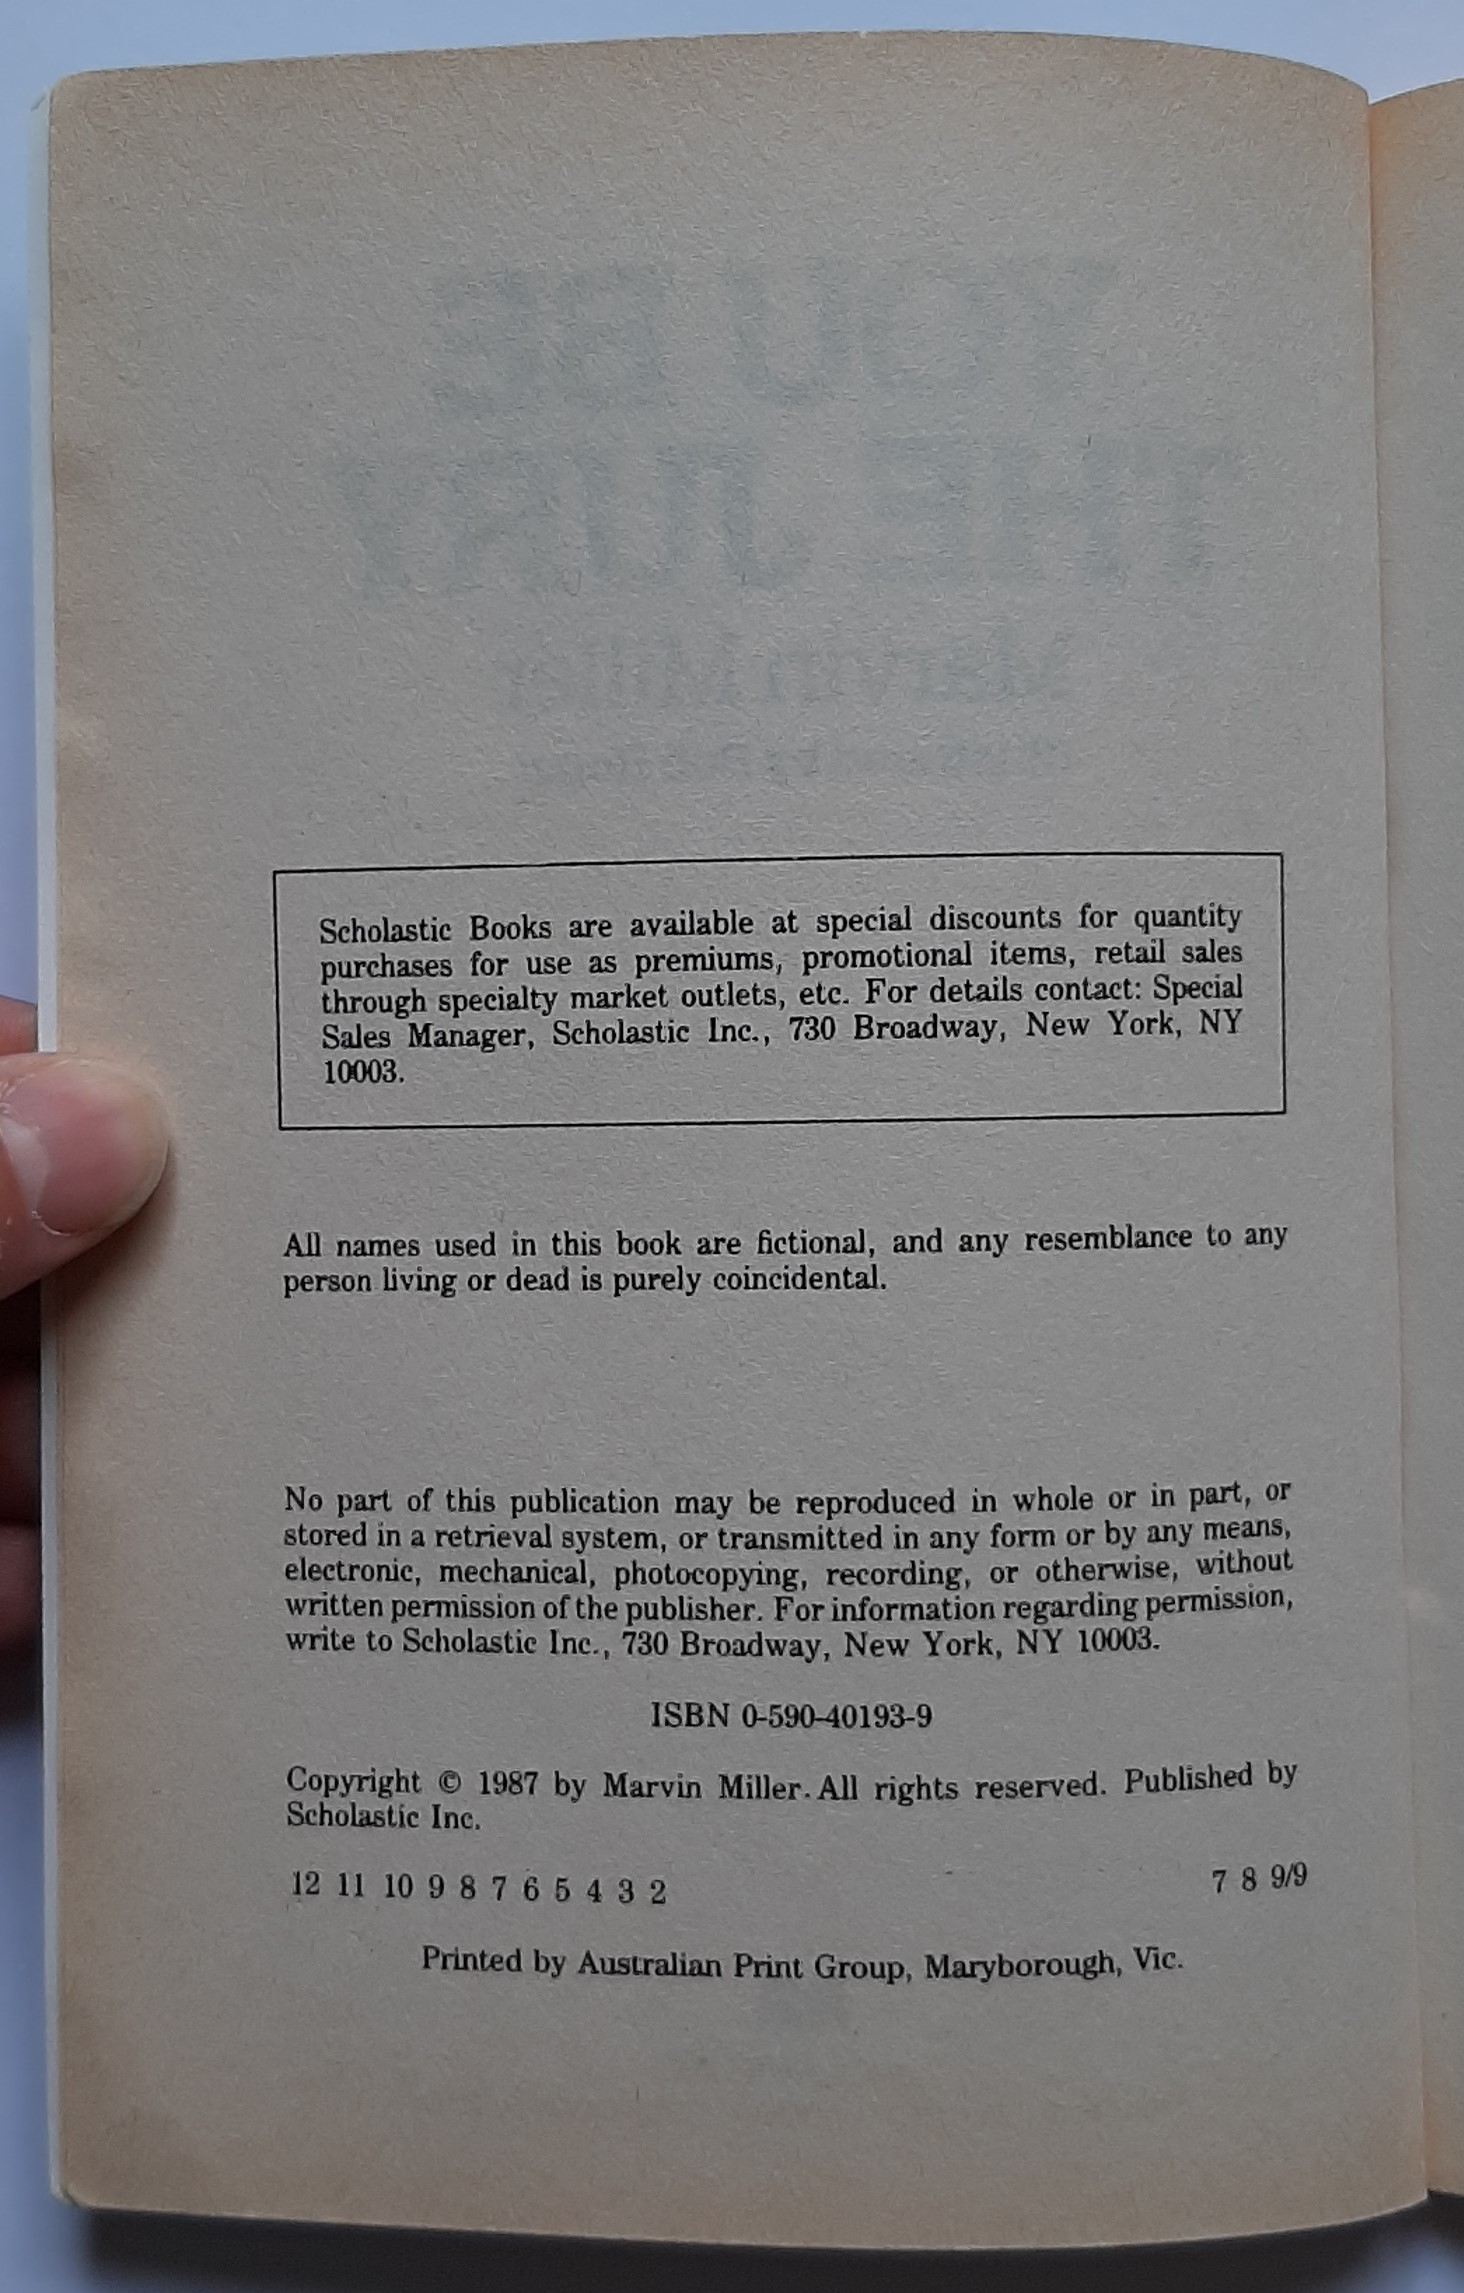 YOU BE
THE JURY
Marvin Miller
Scholastic Books are available at special discounts for quantity
purchases for use as premiums, promotional items, retail sales
through specialty market outlets, etc. For details contact: Special
Sales Manager, Scholastic Inc., 730 Broadway, New York, NY
10003.
All names used in this book are fictional, and any resemblance to any
person living or dead is purely coincidental.
No part of this publication may be reproduced in whole or in part, or
stored in a retrieval system, or transmitted in any form or by any means,
electronic, mechanical, photocopying, recording, or otherwise, without
written permission of the publisher. For information regarding permission,
write to Scholastic Inc., 730 Broadway, New York, NY 10003.
ISBN 0-590-40193-9
Copyright © 1987 by Marvin Miller. All rights reserved. Published by
Scholastic Inc.
12 11 10 9 8 7 6 5 4 3 2 7 8 9/9
Printed by Australian Print Group, Maryborough, Vic.